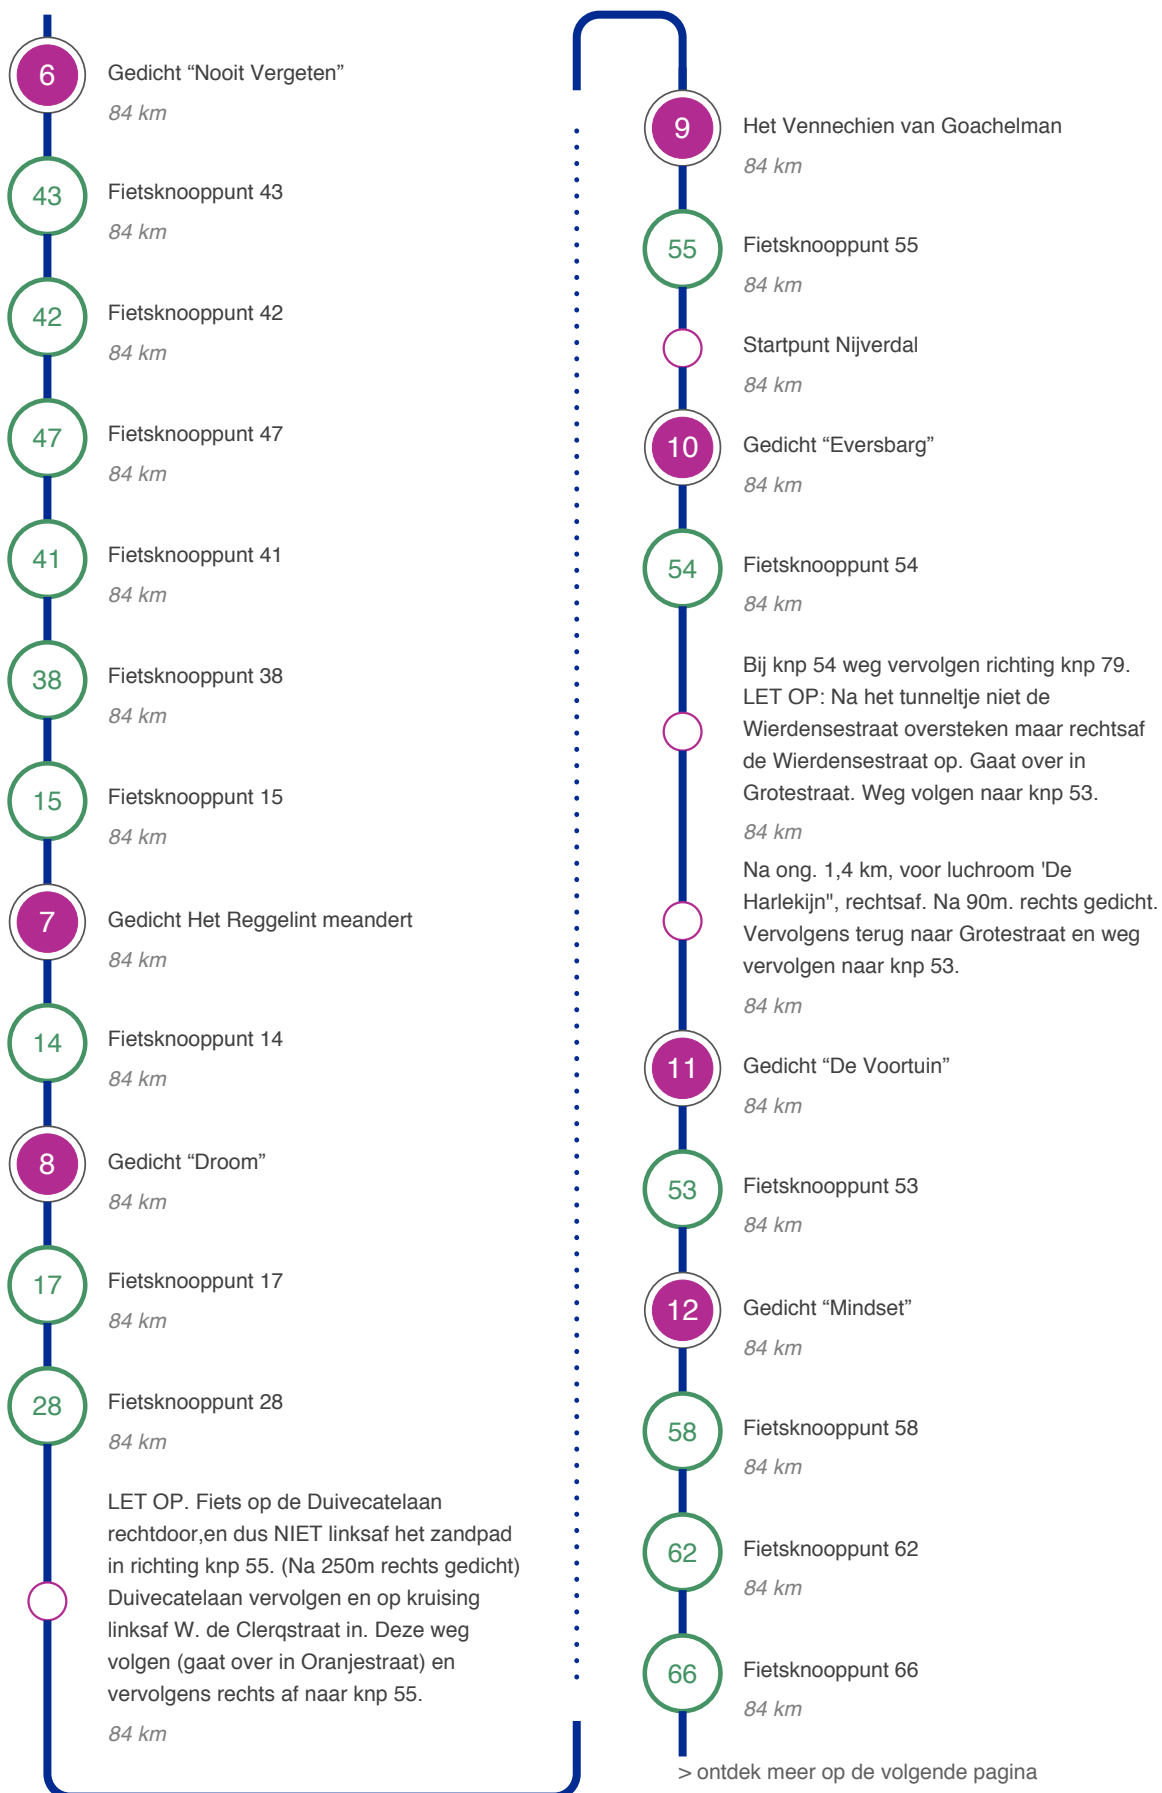 6
Gedicht “Nooit Vergeten”
84 km
43
Fietsknooppunt 43
84 km
42
Fietsknooppunt 42
84 km
47
Fietsknooppunt 47
84 km
41
Fietsknooppunt 41
84 km
38
Fietsknooppunt 38
84 km
15
Fietsknooppunt 15
84 km
7
Gedicht Het Reggelint meandert
84 km
14
Fietsknooppunt 14
84 km
8
Gedicht “Droom”
84 km
17
Fietsknooppunt 17
84 km
28
Fietsknooppunt 28
84 km
LET OP. Fiets op de Duivecatelaan
rechtdoor,en dus NIET linksaf het zandpad
in richting knp 55. (Na 250m rechts gedicht)
Duivecatelaan vervolgen en op kruising
linksaf W. de Clerqstraat in. Deze weg
volgen (gaat over in Oranjestraat) en
vervolgens rechts af naar knp 55.
84 km
9
Het Vennechien van Goachelman
84 km
55
Fietsknooppunt 55
84 km
Startpunt Nijverdal
84 km
10
Gedicht “Eversbarg”
84 km
54
Fietsknooppunt 54
84 km
Bij knp 54 weg vervolgen richting knp 79.
LET OP: Na het tunneltje niet de
Wierdensestraat oversteken maar rechtsaf
de Wierdensestraat op. Gaat over in
Grotestraat. Weg volgen naar knp 53.
84 km
Na ong. 1,4 km, voor luchroom 'De
Harlekijn", rechtsaf. Na 90m. rechts gedicht.
Vervolgens terug naar Grotestraat en weg
vervolgen naar knp 53.
84 km
11
Gedicht “De Voortuin”
84 km
53
Fietsknooppunt 53
84 km
12
Gedicht “Mindset”
84 km
58
Fietsknooppunt 58
84 km
62
Fietsknooppunt 62
84 km
66
Fietsknooppunt 66
84 km
> ontdek meer op de volgende pagina